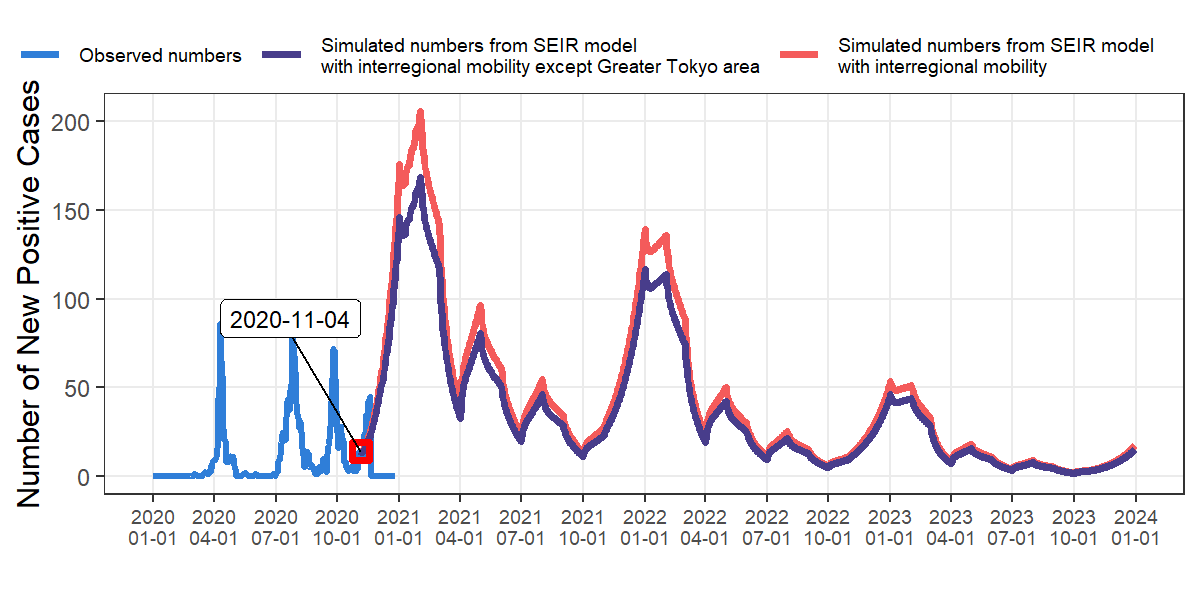 Observed numbers
Simulated numbers from SEIR model
with interregional mobility except Greater Tokyo area
Simulated numbers from SEIR model
with interregional mobility
Number of New Positive Cases
200
150
100
50
0
2020-11-04
2020 2020 2020 2020 2021 2021 2021 2021 2022 2022 2022 2022 2023 2023 2023 2023 2024
01-01 04-01 07-01 10-01 01-01 04-01 07-01 10-01 01-01 04-01 07-01 10-01 01-01 04-01 07-01 10-01 01-01